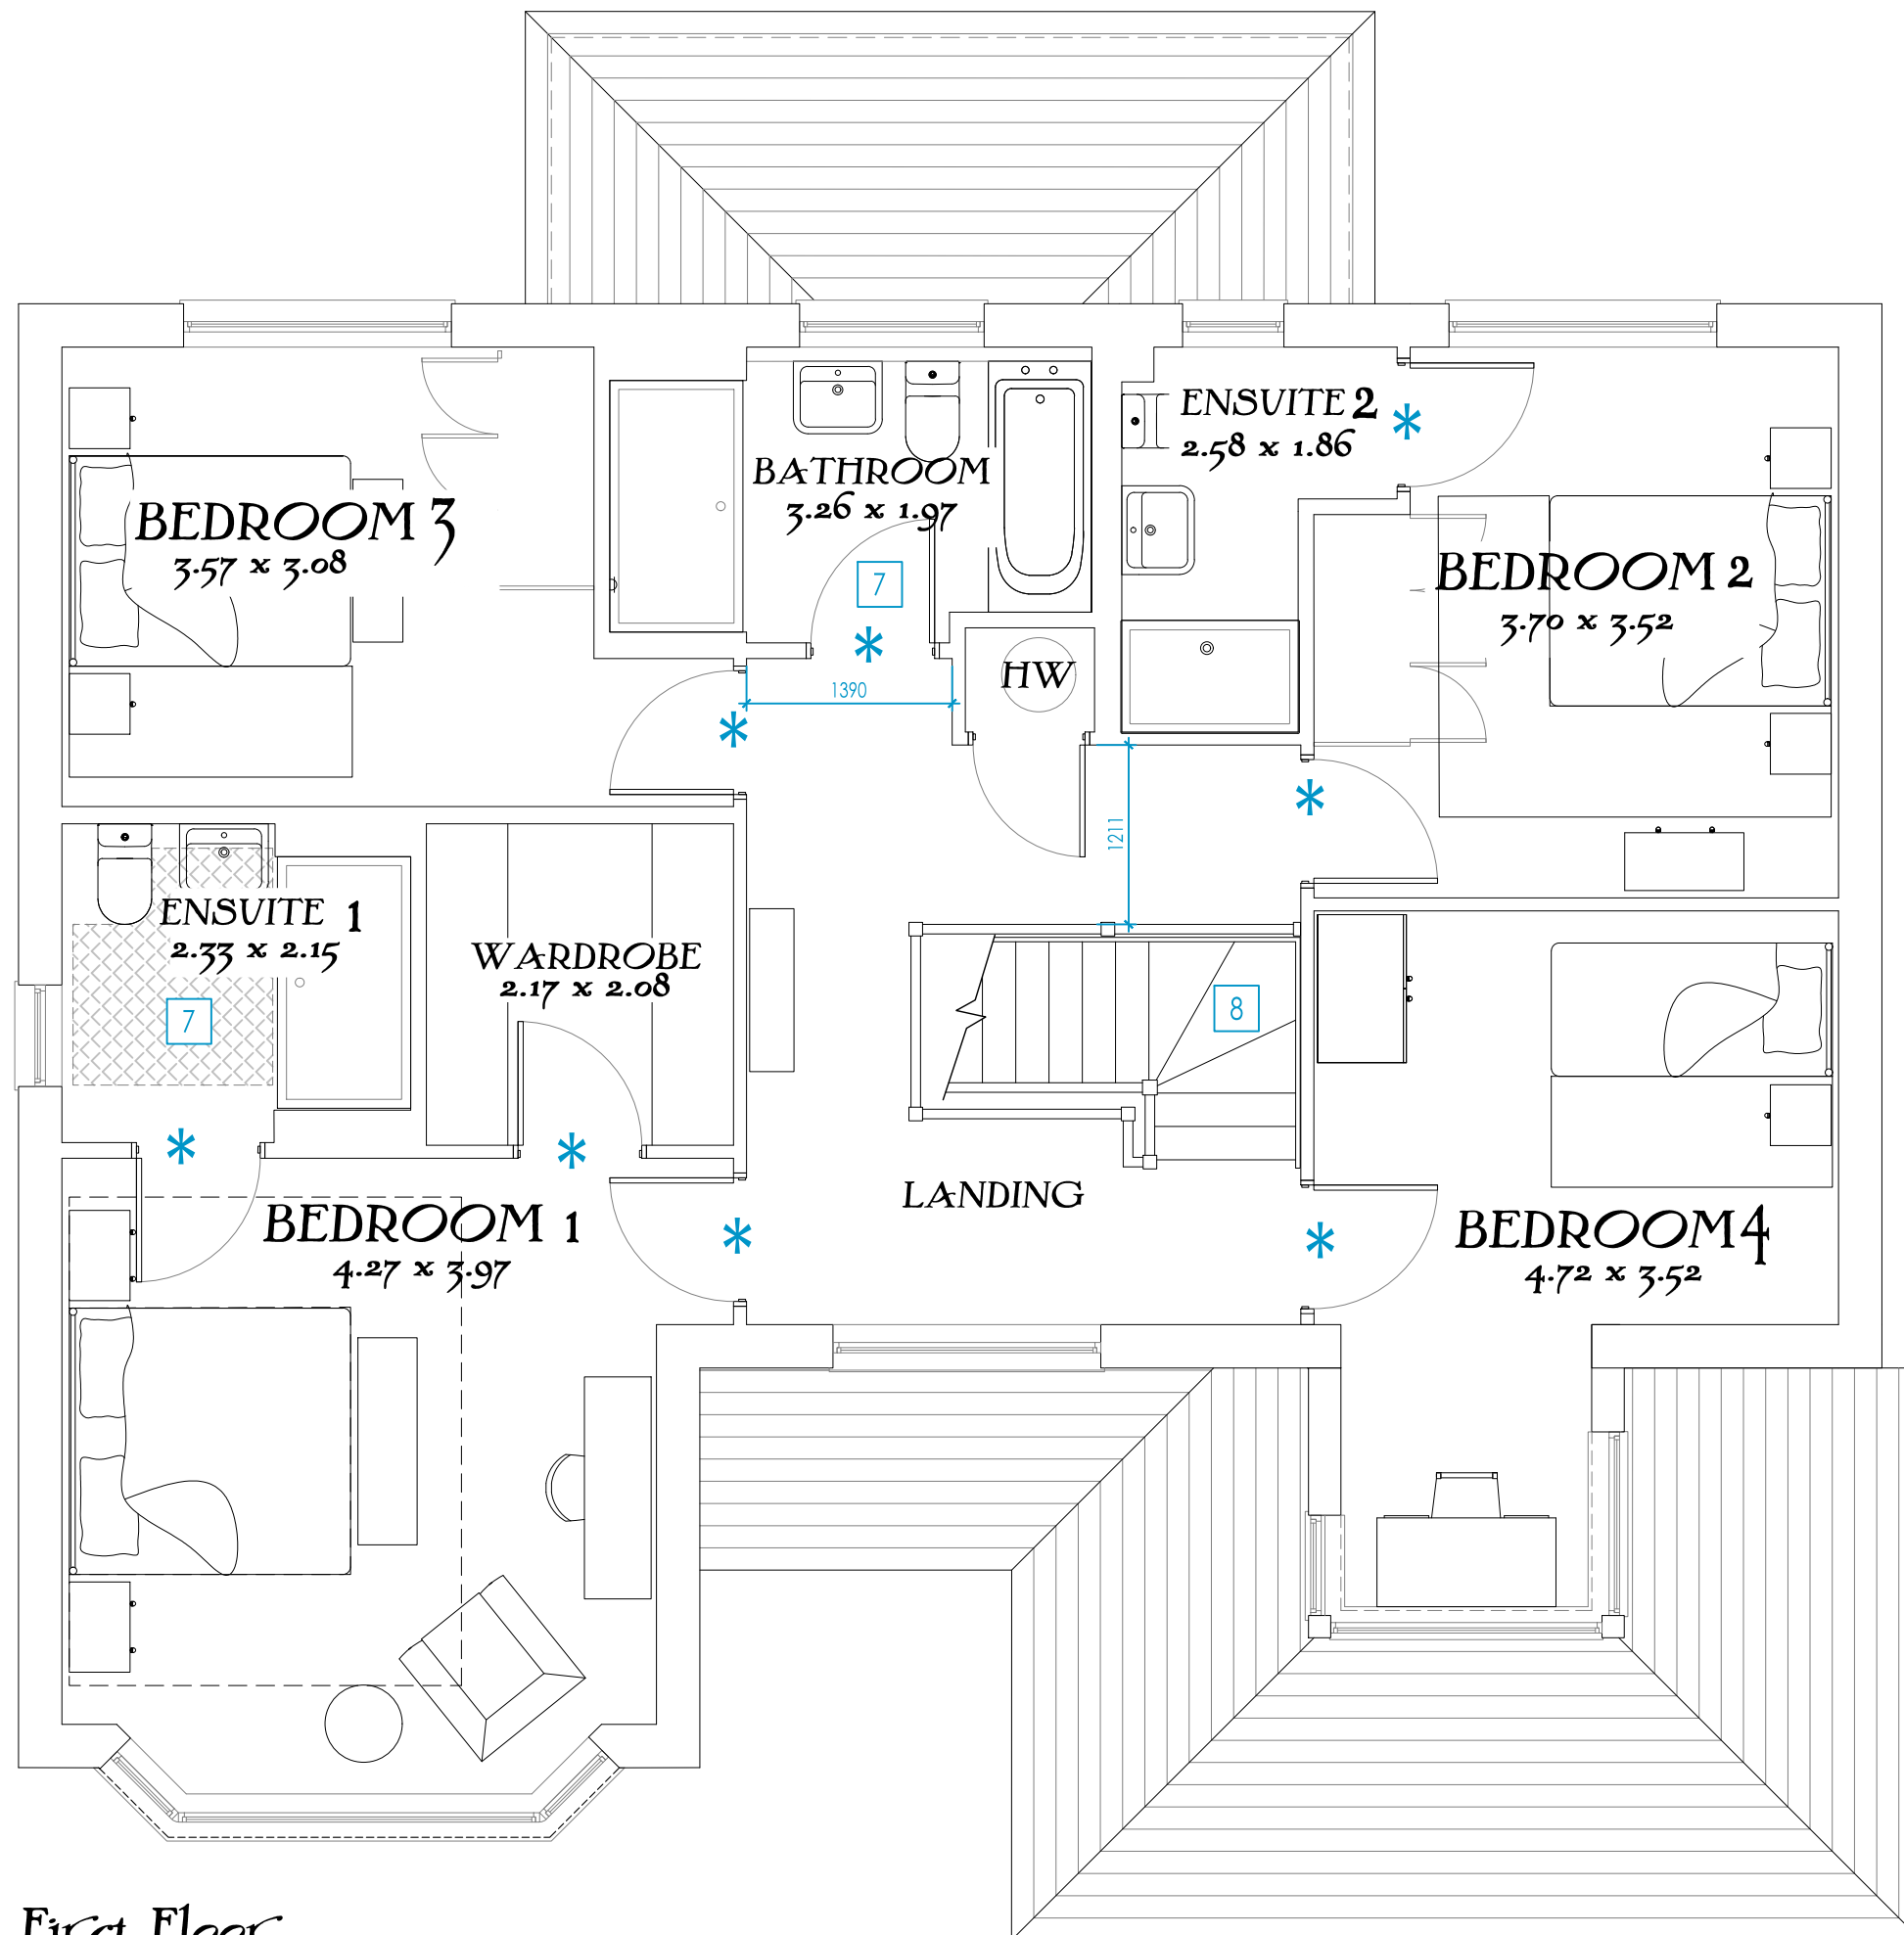 ENSUITE 2
2.58 x 1.86
BATHROOM
3.26 x 1.97
BEDROOM 3
3.57 x 3.08
BEDROOM 2
3.70 x 3.52
7
HW
1390
1211
ENSUITE 1
2.33 x 2.15
WARDROBE
2.17 x 2.08
7
8
LANDING
BEDROOM 1
4.27 x 3.97
BEDROOM 4
4.72 x 3.52
First Floor